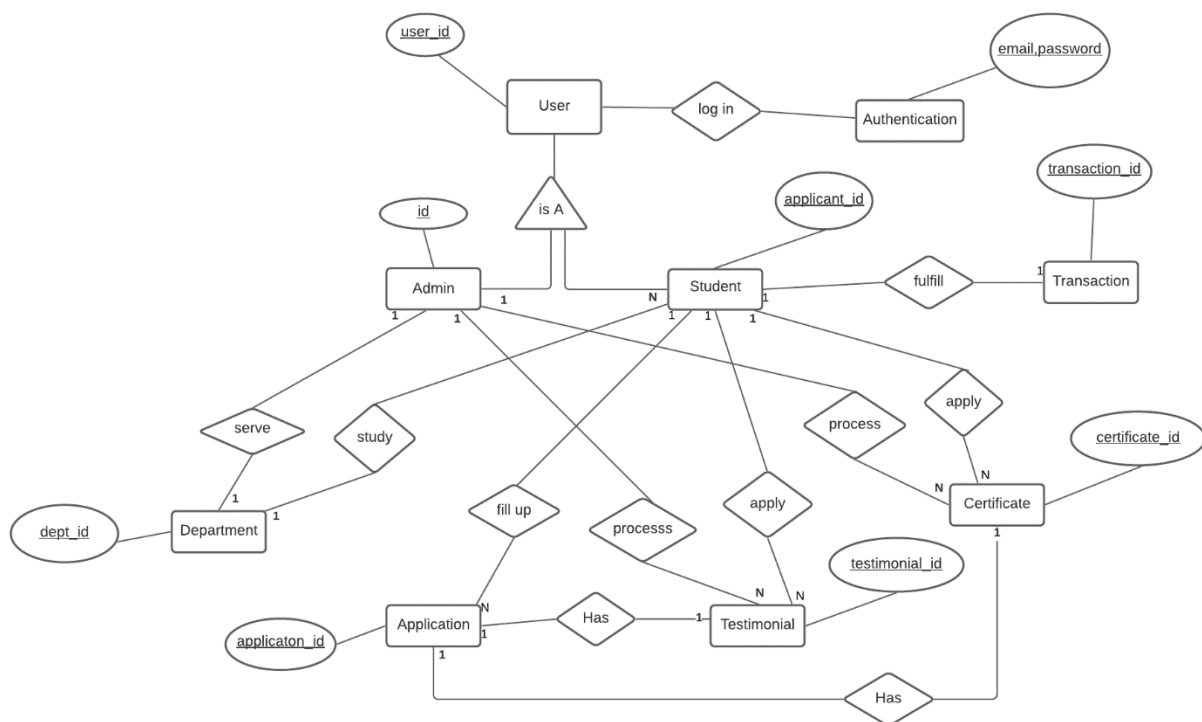 user_id
email,password
User
log in
Authentication
transaction_id
is A
applicant_id
id
Admin
1
N
Student
1
fulfill
1
Transaction
1
1
1
1
1
serve
study
process
apply
certificate_id
1
1
N
N
dept_id
Department
fill up
processs
apply
Certificate
1
testimonial_id
N
N
N
applicaton_id
Application
1
Has
1
Testimonial
1
Has